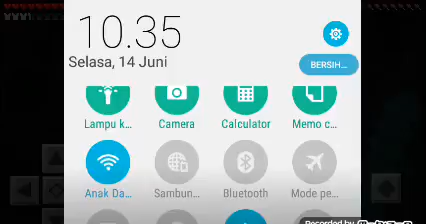 10.35
Selasa, 14 Juni
BERSIH...
Lampu k...
Camera
Calculator
Memo c...
Anak Da...
Sambun...
Bluetooth
Mode pe...
Recorded by